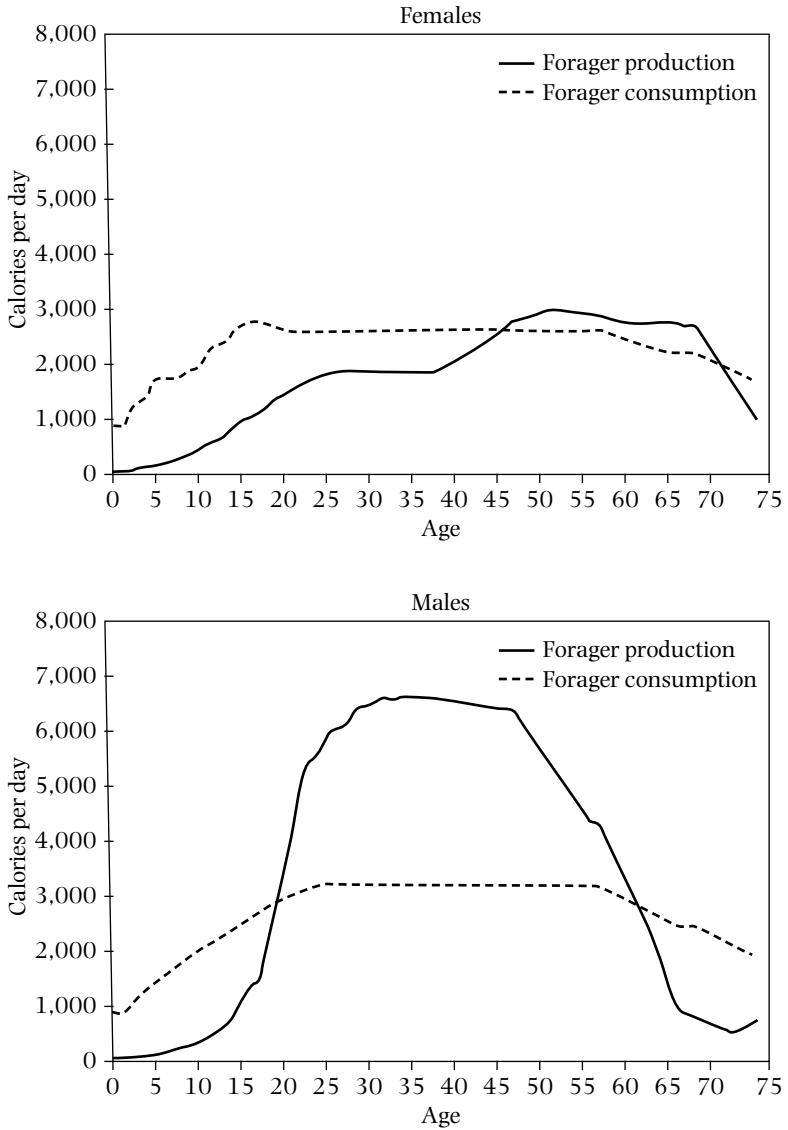 Females
8,000
7,000
6,000
5,000
4,000
3,000
2,000
1,000
0
Calories per day
Forager production
Forager consumption
0 5 10 15 20 25 30 35 40 45 50 55 60 65 70 75
Age
Males
8,000
7,000
6,000
5,000
4,000
3,000
2,000
1,000
0
Calories per day
Forager production
Forager consumption
0 5 10 15 20 25 30 35 40 45 50 55 60 65 70 75
Age